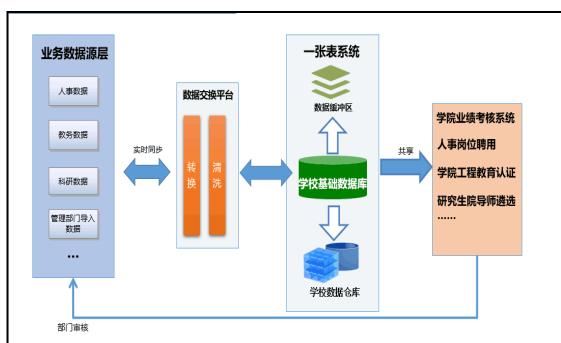 业务数据源层
人事数据
教务数据
科研数据
管理部门导入
数据
...
实时同步
数据交换平台
转换
清洗
一张表系统
数据缓冲区
学校基础数据库
学校数据仓库
共享
学院业绩考核系统
人事岗位聘用
学院工程教育认证
研究生院导师遴选
......
部门审核